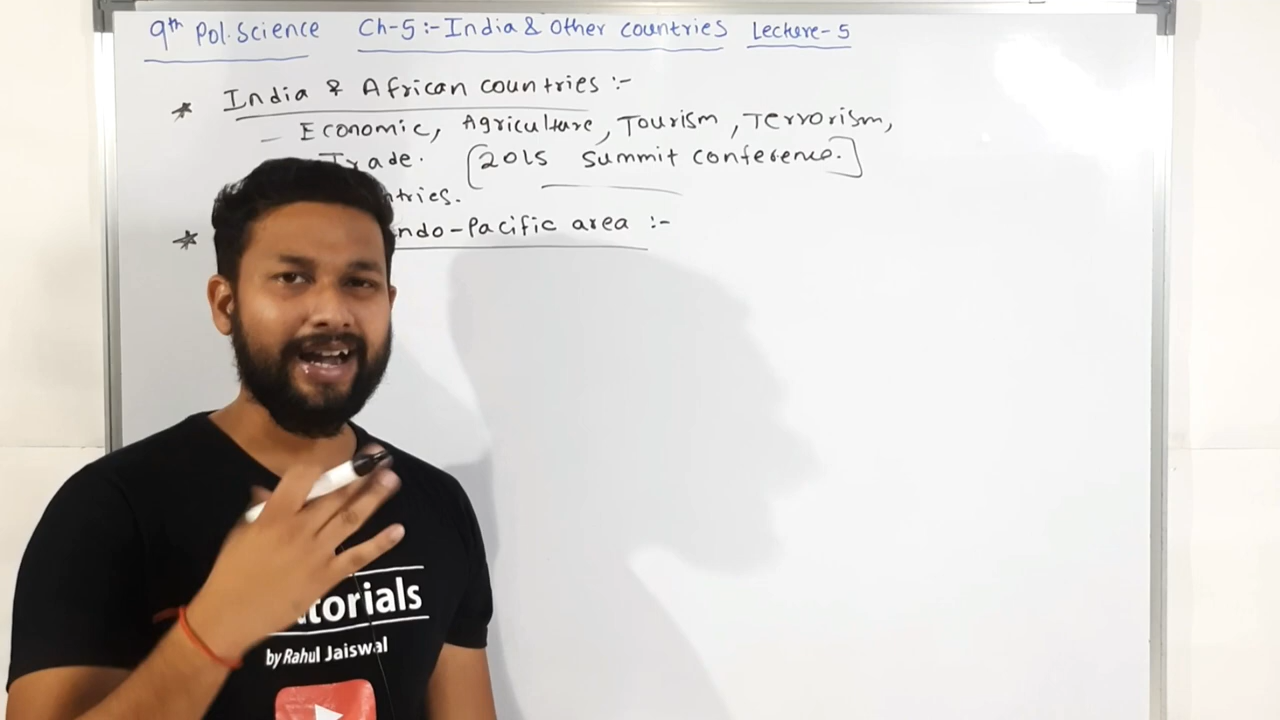 9th Pol. Science Ch-5:- India & Other countries Lecture-5
* India & African countries :-
- Economic, Agriculture, Tourism, Terrorism,
Trade. [2015 Summit conference.]
ntries.
* ndo-Pacific area :-
torials
by Rahul Jaiswal